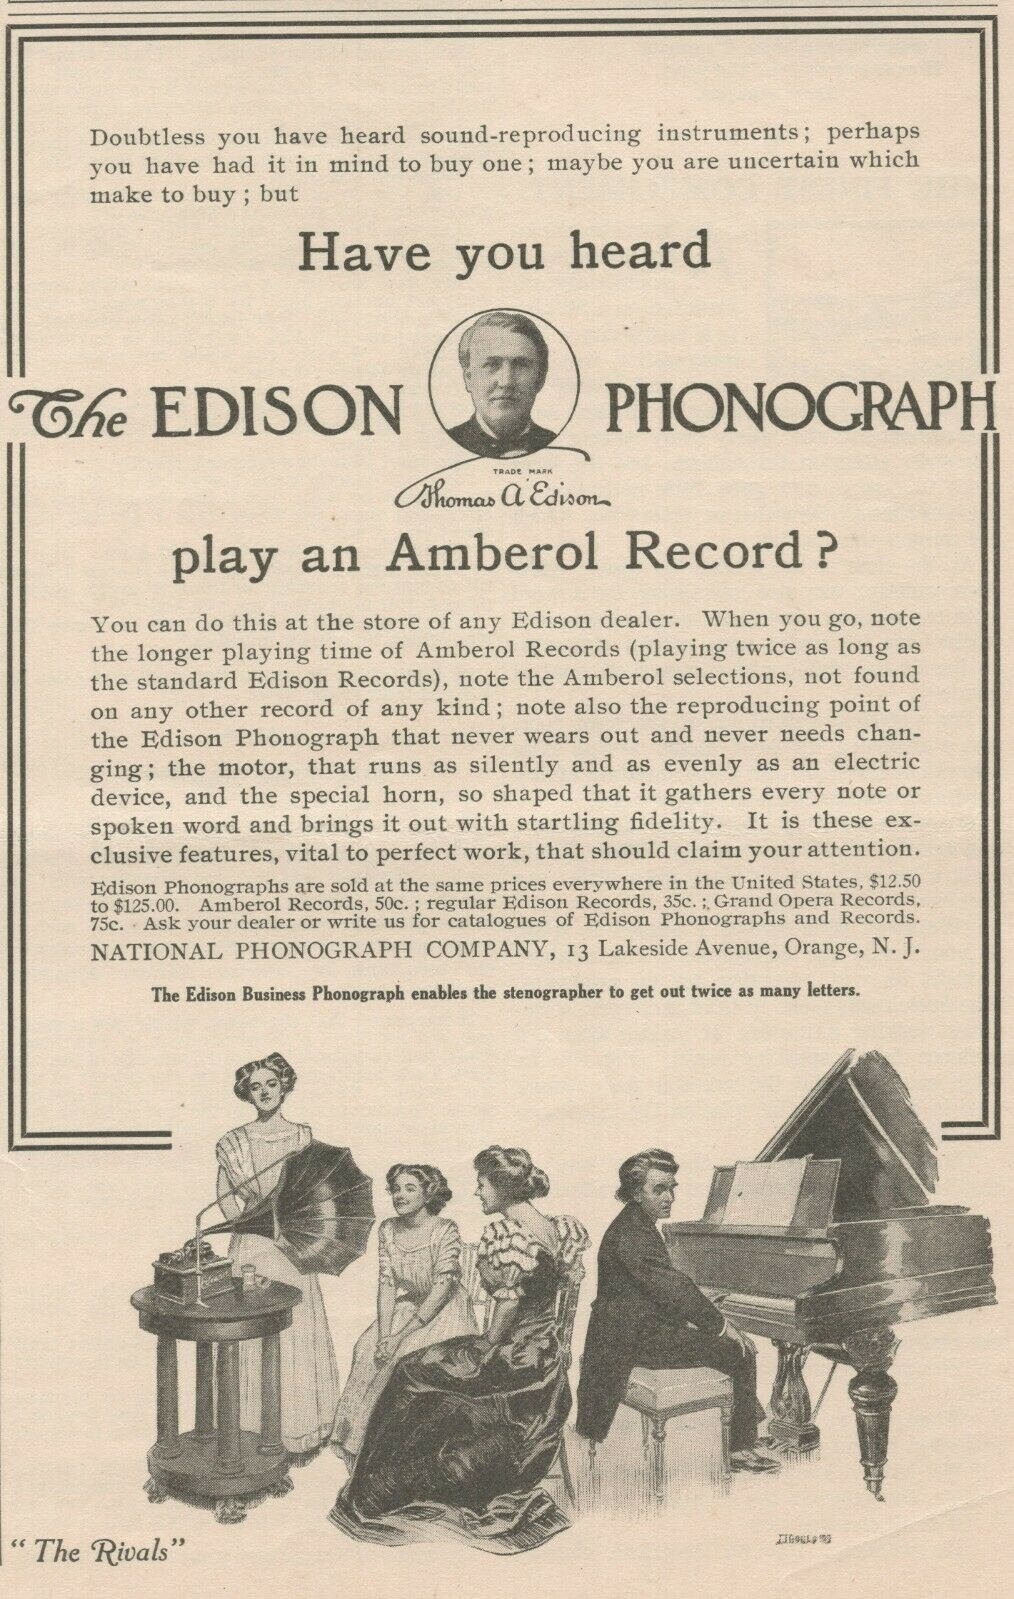 Doubtless you have heard sound-reproducing instruments; perhaps
you have had it in mind to buy one; maybe you are uncertain which
make to buy; but
Have you heard
The EDISON PHONOGRAPH
TRADE MARK
Thomas A Edison
play an Amberol Record?
You can do this at the store of any Edison dealer. When you go, note
the longer playing time of Amberol Records (playing twice as long as
the standard Edison Records), note the Amberol selections, not found
on any other record of any kind; note also the reproducing point of
the Edison Phonograph that never wears out and never needs chan-
ging; the motor, that runs as silently and as evenly as an electric
device, and the special horn, so shaped that it gathers every note or
spoken word and brings it out with startling fidelity. It is these ex-
clusive features, vital to perfect work, that should claim your attention.
Edison Phonographs are sold at the same prices everywhere in the United States, $12.50
to $125.00. Amberol Records, 50c.; regular Edison Records, 35c.; Grand Opera Records,
75c. Ask your dealer or write us for catalogues of Edison Phonographs and Records.
NATIONAL PHONOGRAPH COMPANY, 13 Lakeside Avenue, Orange, N. J.
The Edison Business Phonograph enables the stenographer to get out twice as many letters.
"The Rivals"